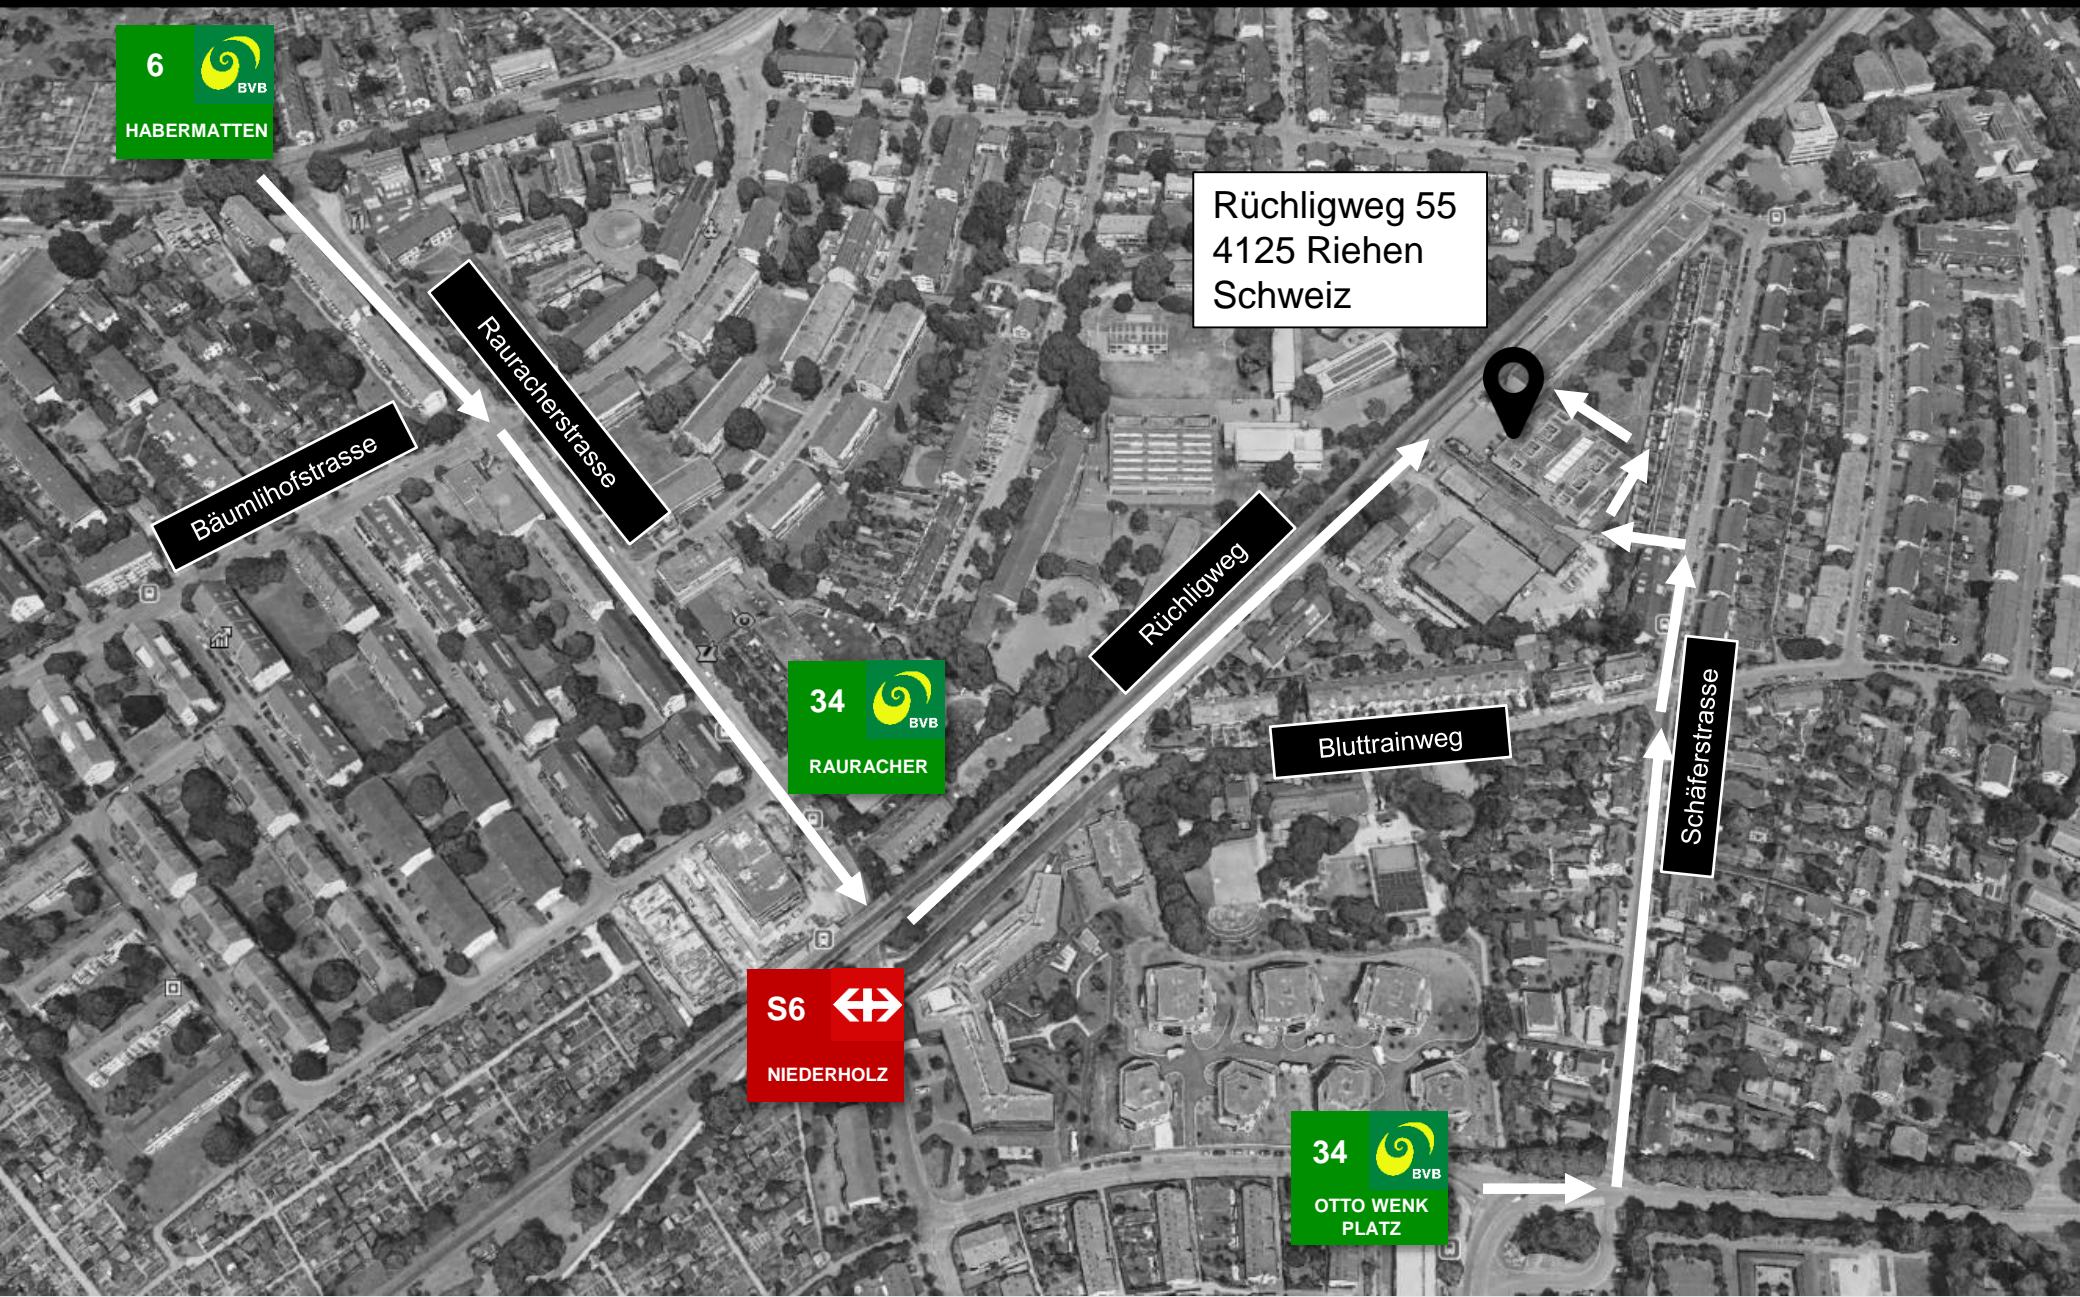 6
BVB
HABERMATTEN
Rüchligweg 55
4125 Riehen
Schweiz
Rauracherstrasse
Bäumlihofstrasse
Rüchligweg
34
BVB
RAURACHER
Bluttrainweg
Schäferstrasse
S6
NIEDERHOLZ
34
BVB
OTTO WENK
PLATZ